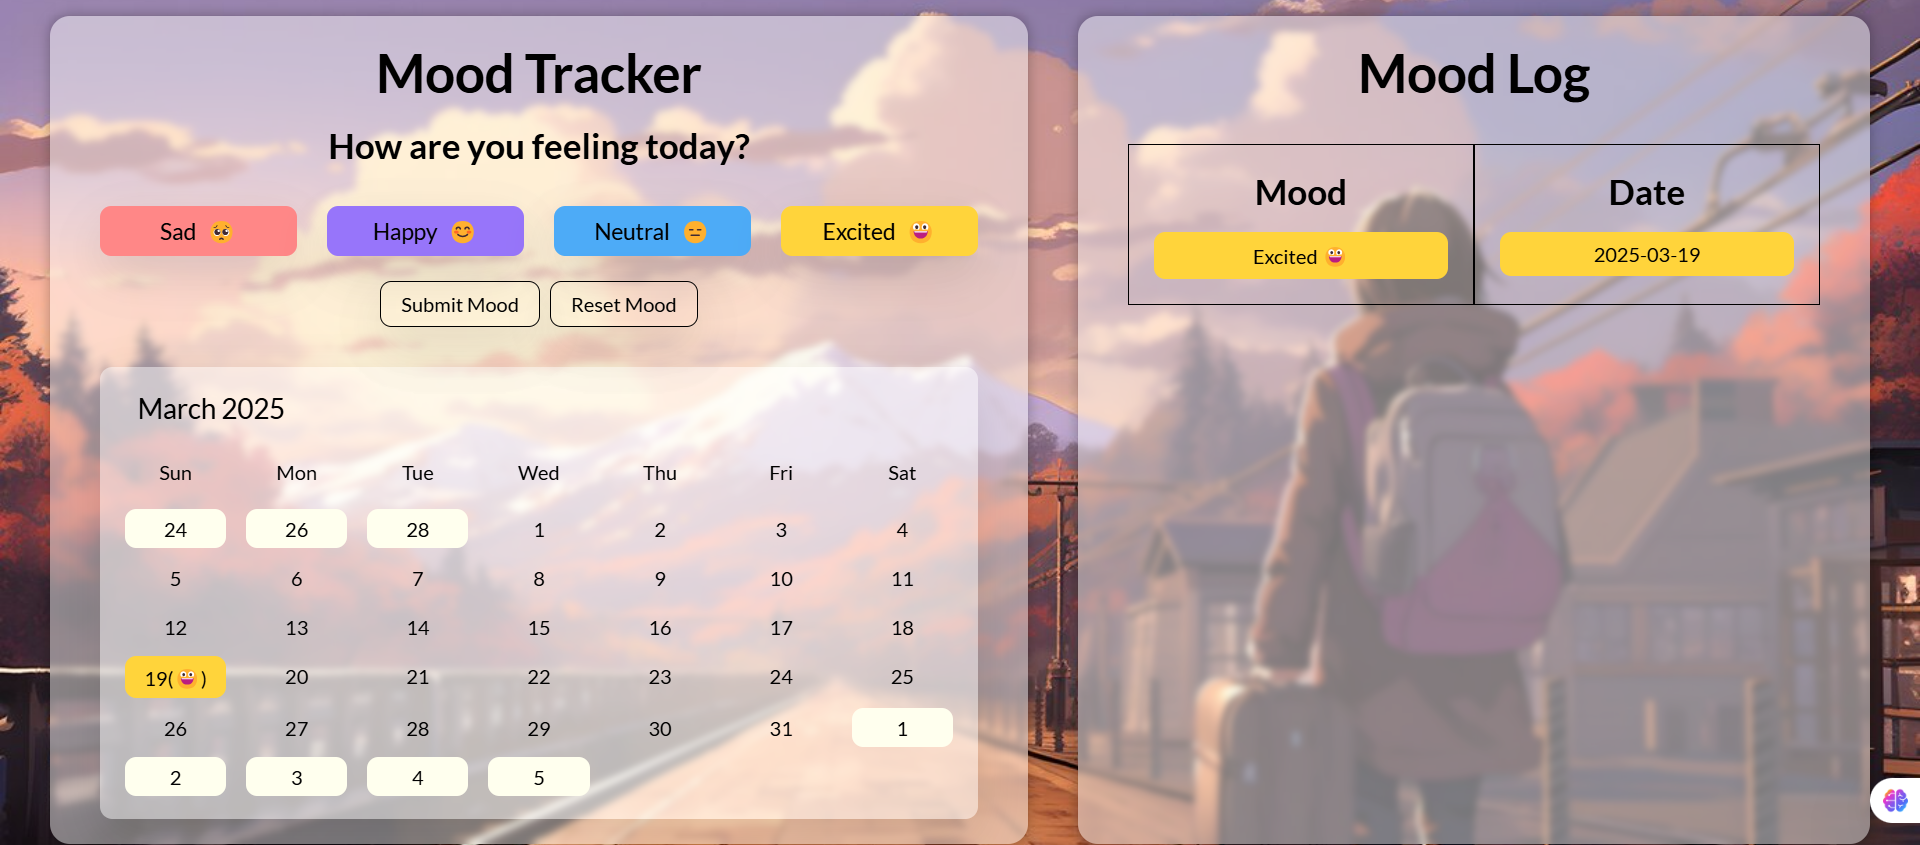 Mood Tracker
How are you feeling today?
Sad 🥺 Happy 😊 Neutral 😑 Excited 😀
Submit Mood Reset Mood
March 2025
Sun Mon Tue Wed Thu Fri Sat
24 26 28 1 2 3 4
5 6 7 8 9 10 11
12 13 14 15 16 17 18
19(😀) 20 21 22 23 24 25
26 27 28 29 30 31 1
2 3 4 5
Mood Log
Mood Date
Excited 😀 2025-03-19